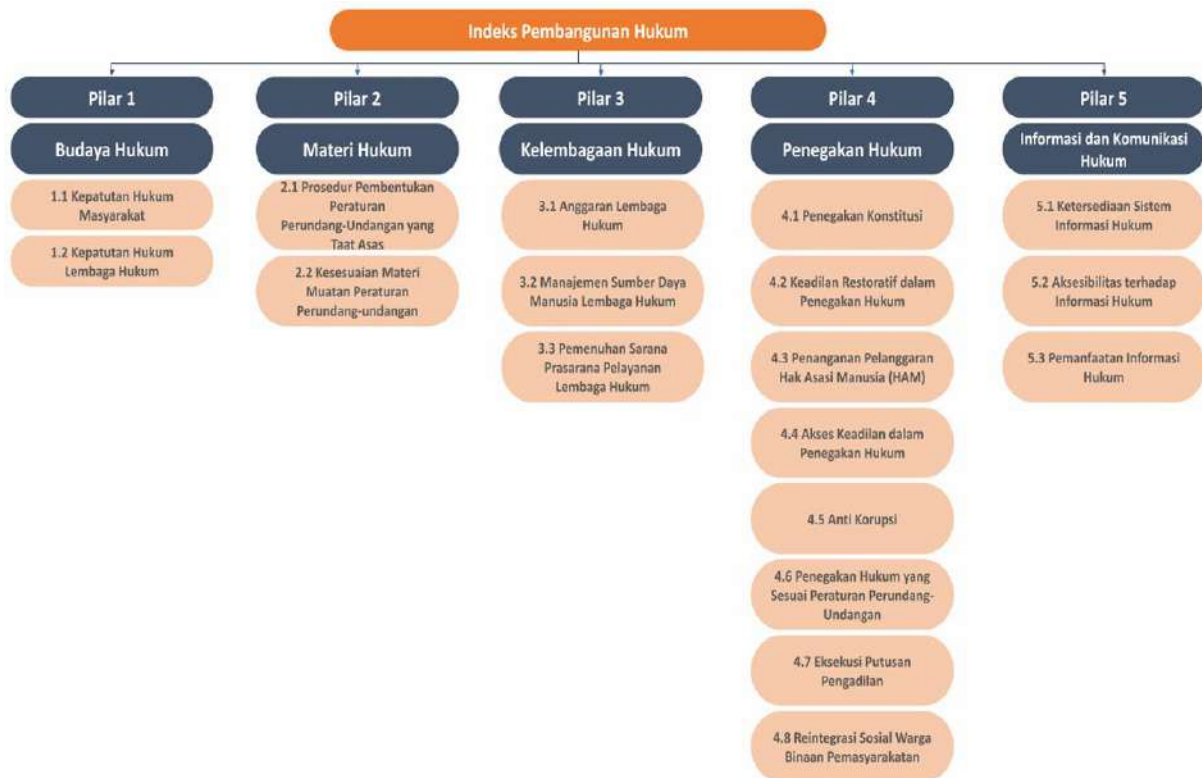 Indeks Pembangunan Hukum
Pilar 1
Budaya Hukum
1.1 Kepatutan Hukum
Masyarakat
1.2 Kepatutan Hukum
Lembaga Hukum
Pilar 2
Materi Hukum
2.1 Prosedur Pembentukan
Peraturan
Perundang-Undangan yang
Taat Asas
2.2 Kesesuaian Materi
Muatan Peraturan
Perundang-undangan
Pilar 3
Kelembagaan Hukum
3.1 Anggaran Lembaga
Hukum
3.2 Manajemen Sumber Daya
Manusia Lembaga Hukum
3.3 Pemenuhan Sarana
Prasarana Pelayanan
Lembaga Hukum
Pilar 4
Penegakan Hukum
4.1 Penegakan Konstitusi
4.2 Keadilan Restoratif dalam
Penegakan Hukum
4.3 Penanganan Pelanggaran
Hak Asasi Manusia (HAM)
4.4 Akses Keadilan dalam
Penegakan Hukum
4.5 Anti Korupsi
4.6 Penegakan Hukum yang
Sesuai Peraturan Perundang-
Undangan
4.7 Eksekusi Putusan
Pengadilan
4.8 Reintegrasi Sosial Warga
Binaan Pemasyarakatan
Pilar 5
Informasi dan Komunikasi
Hukum
5.1 Ketersediaan Sistem
Informasi Hukum
5.2 Aksesibilitas terhadap
Informasi Hukum
5.3 Pemanfaatan Informasi
Hukum